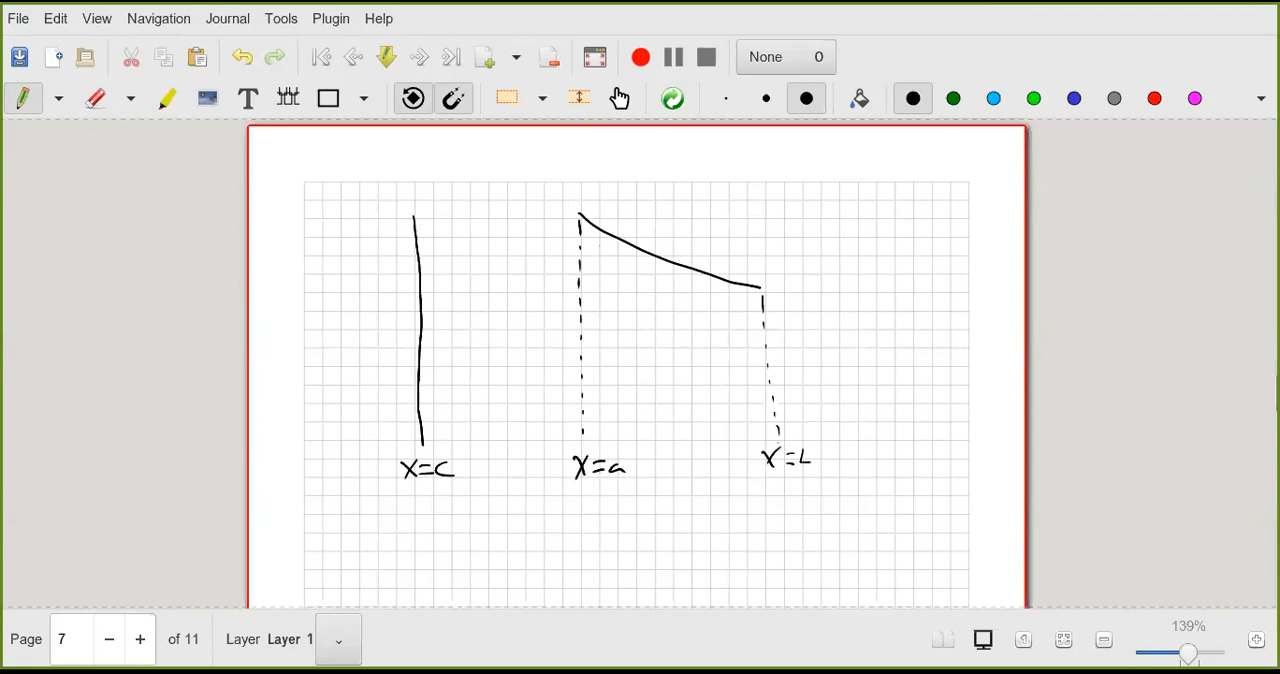 File Edit View Navigation Journal Tools Plugin Help
None 0
T
x=c
x=a
Page 7 of 11 Layer Layer 1
139%